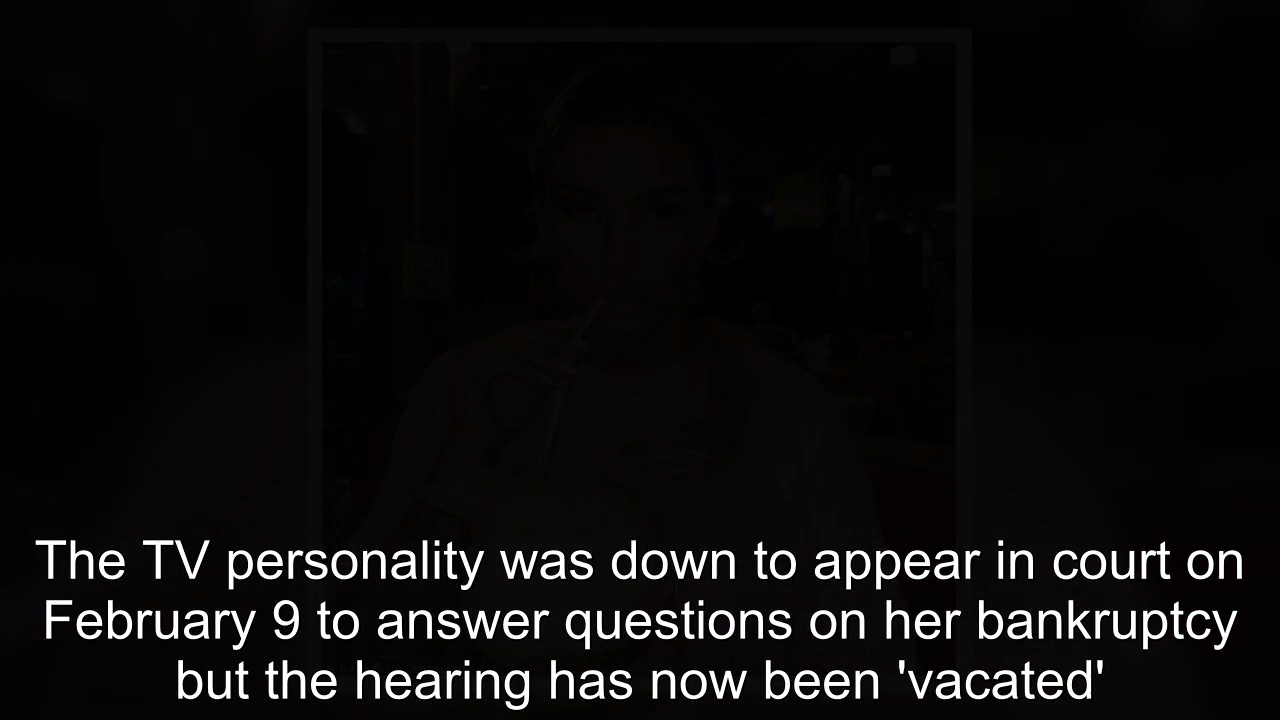 The TV personality was down to appear in court on
February 9 to answer questions on her bankruptcy
but the hearing has now been 'vacated'